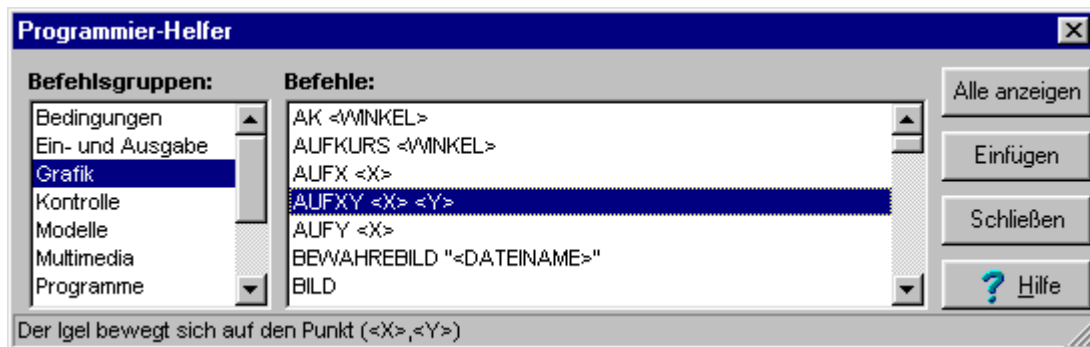 Programmier-Helfer
Befehlsgruppen:
Bedingungen
Ein- und Ausgabe
Grafik
Kontrolle
Modelle
Multimedia
Programme
Befehle:
AK <WINKEL>
AUFKURS <WINKEL>
AUFX <X>
AUFXY <X> <Y>
AUFY <X>
BEWAHREBILD "<DATEINAME>"
BILD
Alle anzeigen
Einfügen
Schließen
? Hilfe
Der Igel bewegt sich auf den Punkt (<X>,<Y>)